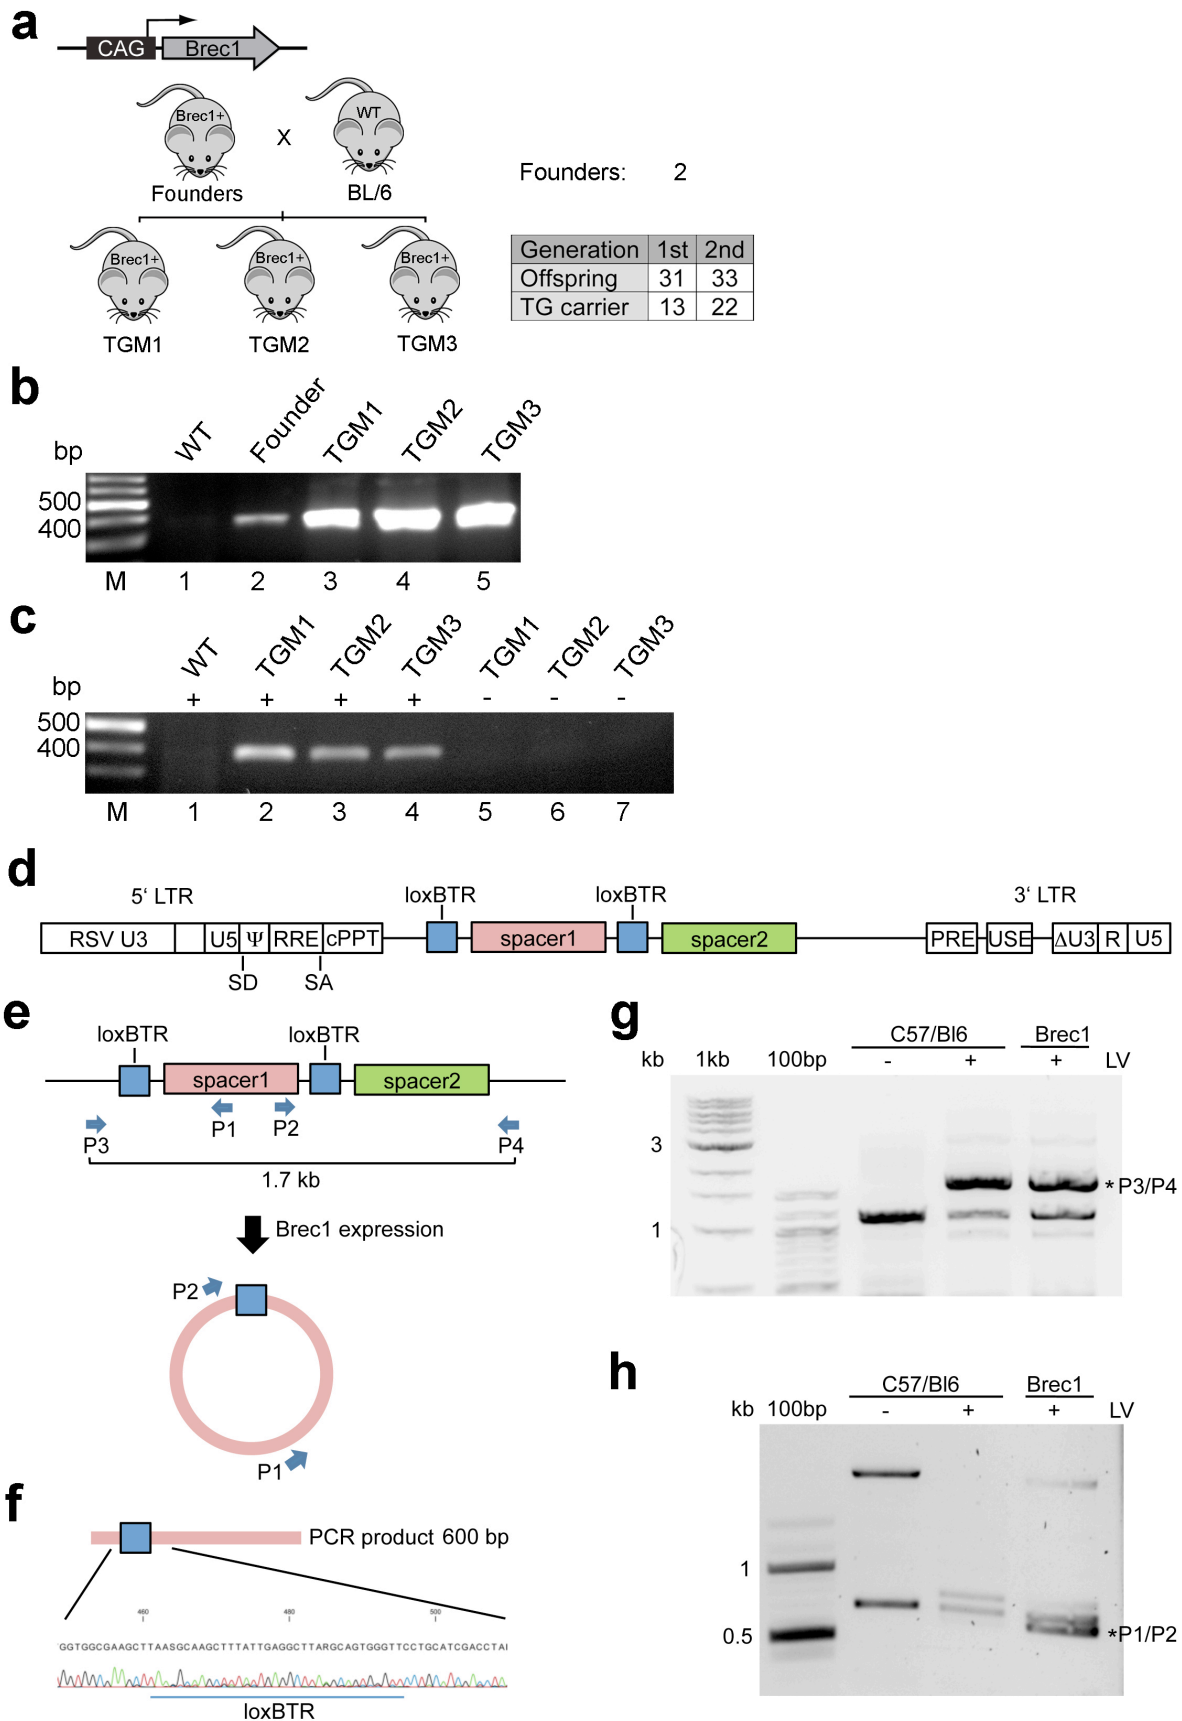 a
CAG Brec1
Brec1+ X WT
Founders BL/6
Brec1+ Brec1+ Brec1+
TGM1 TGM2 TGM3
Founders: 2
Generation 1st 2nd
Offspring 31 33
TG carrier 13 22
b
bp WT Founder TGM1 TGM2 TGM3
500
400
M 1 2 3 4 5
c
WT TGM1 TGM2 TGM3 TGM1 TGM2 TGM3
bp + + + + - - -
500
400
M 1 2 3 4 5 6 7
d
5‘ LTR loxBTR loxBTR 3‘ LTR
RSV U3 U5 Ψ RRE cPPT spacer1 spacer2 PRE USE ΔU3 R U5
SD SA
e
loxBTR loxBTR
spacer1 spacer2
P3 P1 P2 P4
1.7 kb
Brec1 expression
P2
P1
f
PCR product 600 bp
460 480 500
GGTGGCGAAGCTTAASGCAAGCTTTATTGAGGCTTARGCAGTGGGTTCCTGCATCGACCTAI
loxBTR
g
C57/Bl6 Brec1
kb 1kb 100bp - + + LV
3
*P3/P4
1
h
C57/Bl6 Brec1
kb 100bp - + + LV
1
0.5 *P1/P2